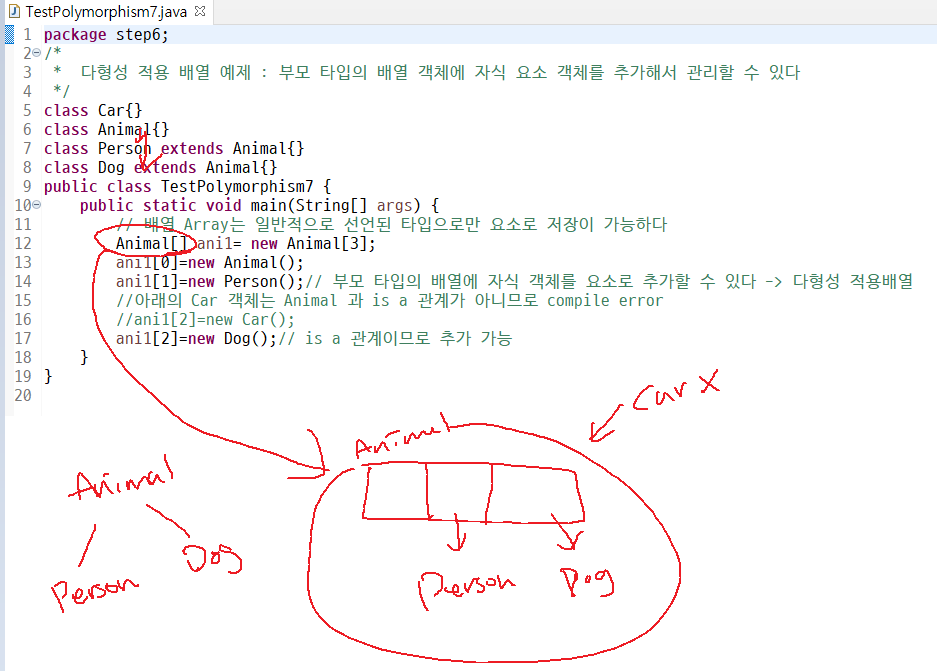 TestPolymorphism7.java
1 package step6;
2 /*
3  *  다형성 적용 배열 예제 : 부모 타입의 배열 객체에 자식 요소 객체를 추가해서 관리할 수 있다
4  */
5 class Car{}
6 class Animal{}
7 class Person extends Animal{}
8 class Dog extends Animal{}
9 public class TestPolymorphism7 {
10     public static void main(String[] args) {
11         // 배열 Array는 일반적으로 선언된 타입으로만 요소로 저장이 가능하다
12         Animal[] ani1= new Animal[3];
13         ani1[0]=new Animal();
14         ani1[1]=new Person();// 부모 타입의 배열에 자식 객체를 요소로 추가할 수 있다 -> 다형성 적용배열
15         //아래의 Car 객체는 Animal 과 is a 관계가 아니므로 compile error
16         //ani1[2]=new Car();
17         ani1[2]=new Dog();// is a 관계이므로 추가 가능
18     }
19 }
20
Car X
Animal
Animal
Dog
Person
Person Dog